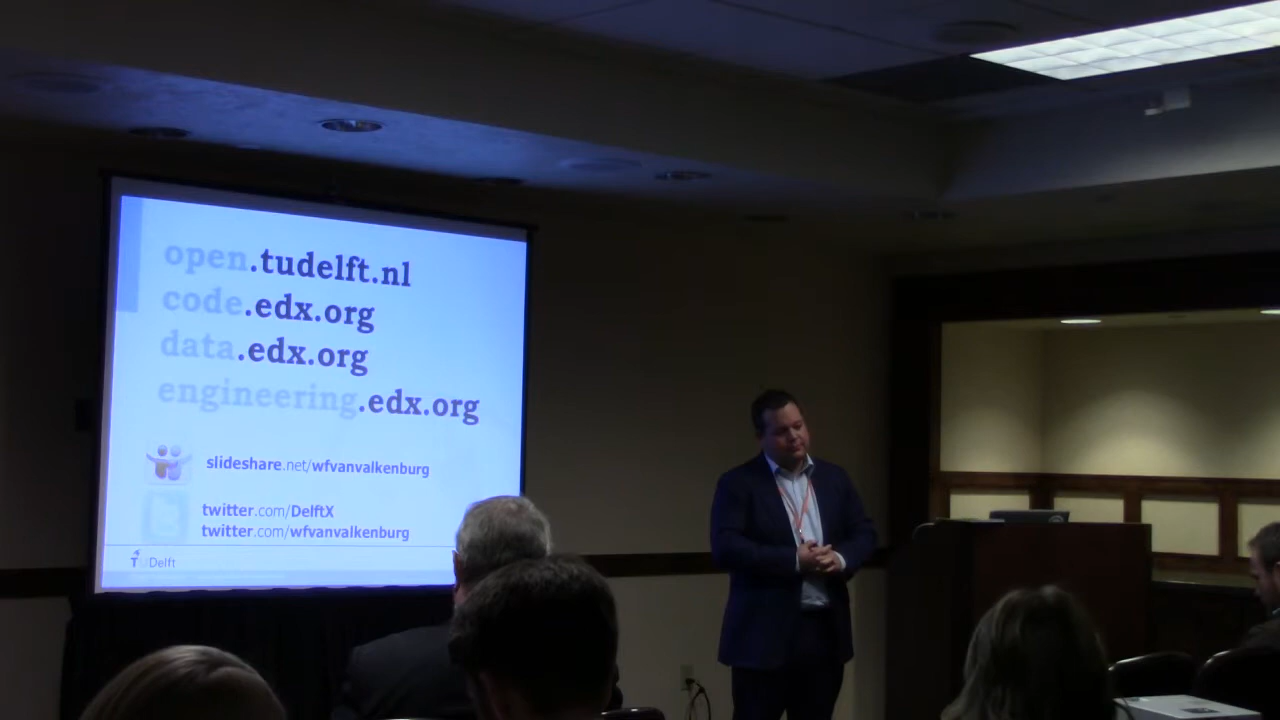 open.tudelft.nl
code.edx.org
data.edx.org
engineering.edx.org
slideshare.net/wfvanvalkenburg
twitter.com/DelftX
twitter.com/wfvanvalkenburg
TUDelft